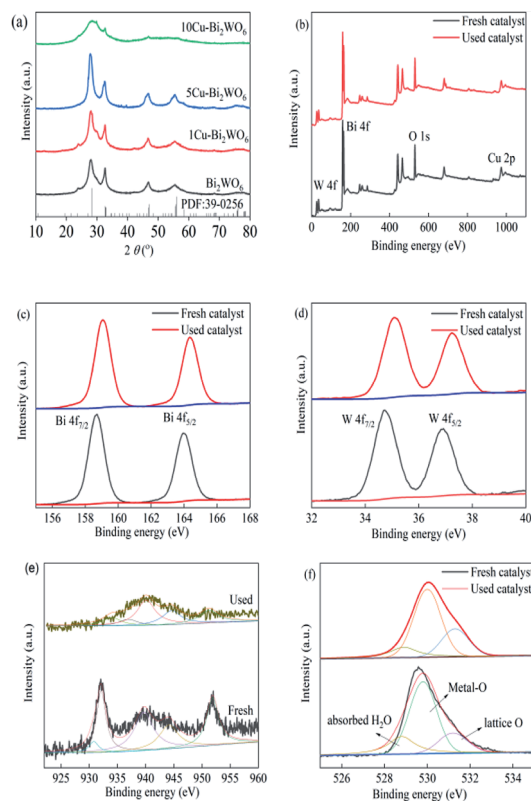 (a)
10Cu-Bi₂WO₆
5Cu-Bi₂WO₆
1Cu-Bi₂WO₆
Bi₂WO₆
PDF:39-0256
Intensity (a.u.)
10 20 30 40 50 60 70 80
2 θ (°)
(b)
Fresh catalyst
Used catalyst
Bi 4f
O 1s
W 4f
Cu 2p
Intensity (a.u.)
0 200 400 600 800 1000
Binding energy (eV)
(c)
Fresh catalyst
Used catalyst
Bi 4f₇/₂
Bi 4f₅/₂
Intensity (a.u.)
156 158 160 162 164 166 168
Binding energy (eV)
(d)
Fresh catalyst
Used catalyst
W 4f₇/₂
W 4f₅/₂
Intensity (a.u.)
32 34 36 38 40
Binding energy (eV)
(e)
Used
Fresh
Intensity (a.u.)
925 930 935 940 945 950 955 960
Binding energy (eV)
(f)
Fresh catalyst
Used catalyst
Metal-O
absorbed H₂O
lattice O
Intensity (a.u.)
525 528 530 533 535
Binding energy (eV)